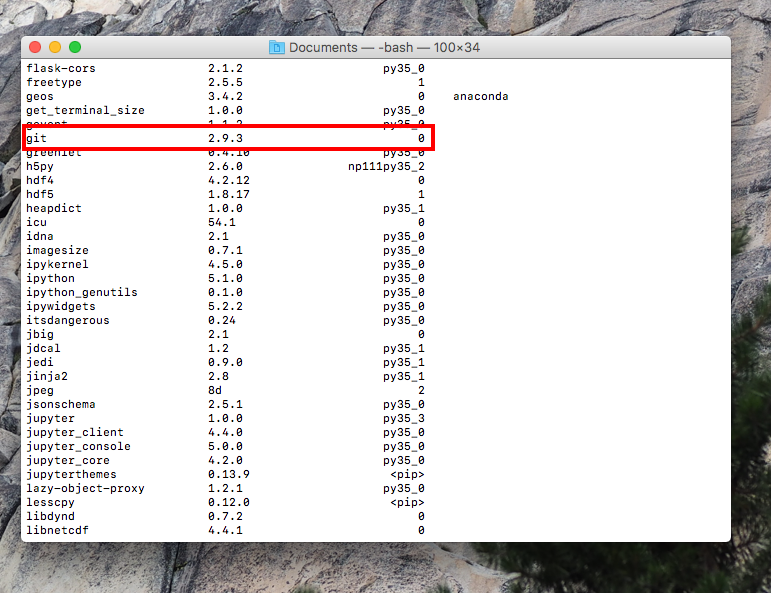 Documents — -bash — 100×34
flask-cors 2.1.2 py35_0
freetype 2.5.5 1
geos 3.4.2 0 anaconda
get_terminal_size 1.0.0 py35_0
gevent 1.1.2 py35_0
git 2.9.3 0
greenlet 0.4.10 py35_0
h5py 2.6.0 np111py35_2
hdf4 4.2.12 0
hdf5 1.8.17 1
heapdict 1.0.0 py35_1
icu 54.1 0
idna 2.1 py35_0
imagesize 0.7.1 py35_0
ipykernel 4.5.0 py35_0
ipython 5.1.0 py35_0
ipython_genutils 0.1.0 py35_0
ipywidgets 5.2.2 py35_0
itsdangerous 0.24 py35_0
jbig 2.1 0
jdcal 1.2 py35_1
jedi 0.9.0 py35_1
jinja2 2.8 py35_1
jpeg 8d 2
jsonschema 2.5.1 py35_0
jupyter 1.0.0 py35_3
jupyter_client 4.4.0 py35_0
jupyter_console 5.0.0 py35_0
jupyter_core 4.2.0 py35_0
jupyterthemes 0.13.9 <pip>
lazy-object-proxy 1.2.1 py35_0
lesscpy 0.12.0 <pip>
libdynd 0.7.2 0
libnetcdf 4.4.1 0